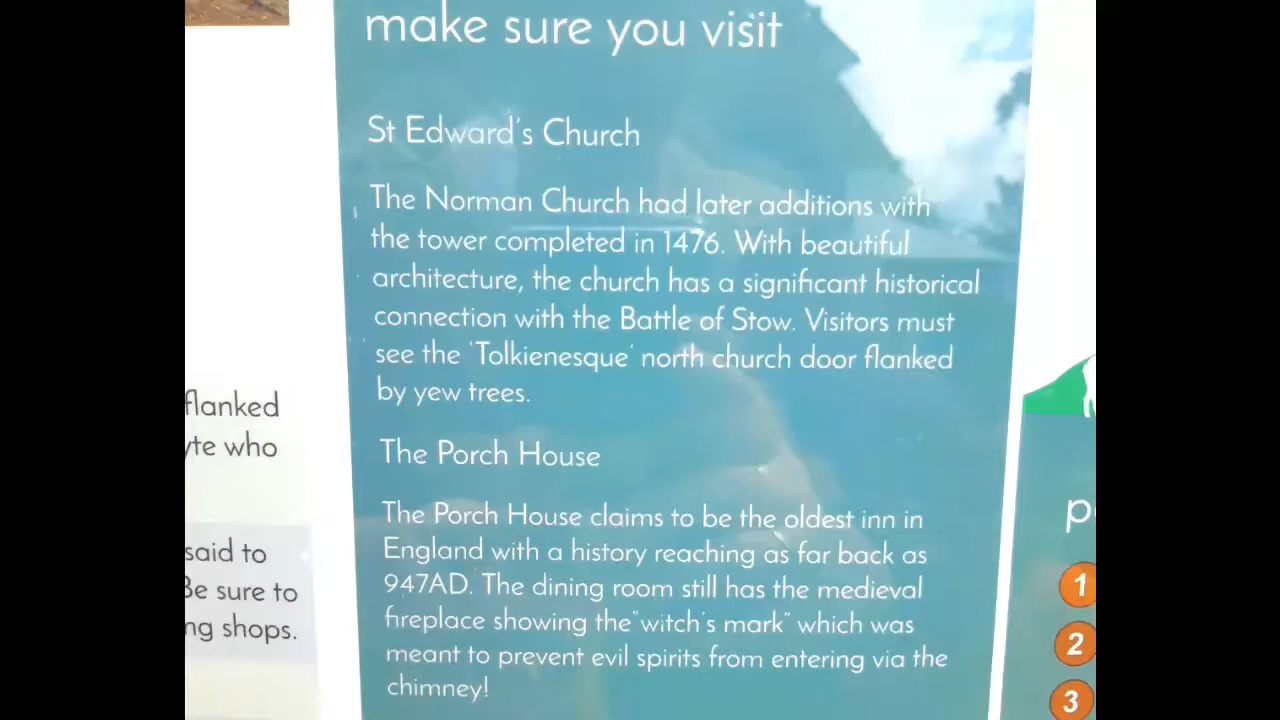 make sure you visit
St Edward's Church
The Norman Church had later additions with
the tower completed in 1476. With beautiful
architecture, the church has a significant historical
connection with the Battle of Stow. Visitors must
see the 'Tolkienesque' north church door flanked
by yew trees.
The Porch House
The Porch House claims to be the oldest inn in
England with a history reaching as far back as
947AD. The dining room still has the medieval
fireplace showing the "witch's mark" which was
meant to prevent evil spirits from entering via the
chimney!
flanked
who
said to
Be sure to
shops.
1
2
3